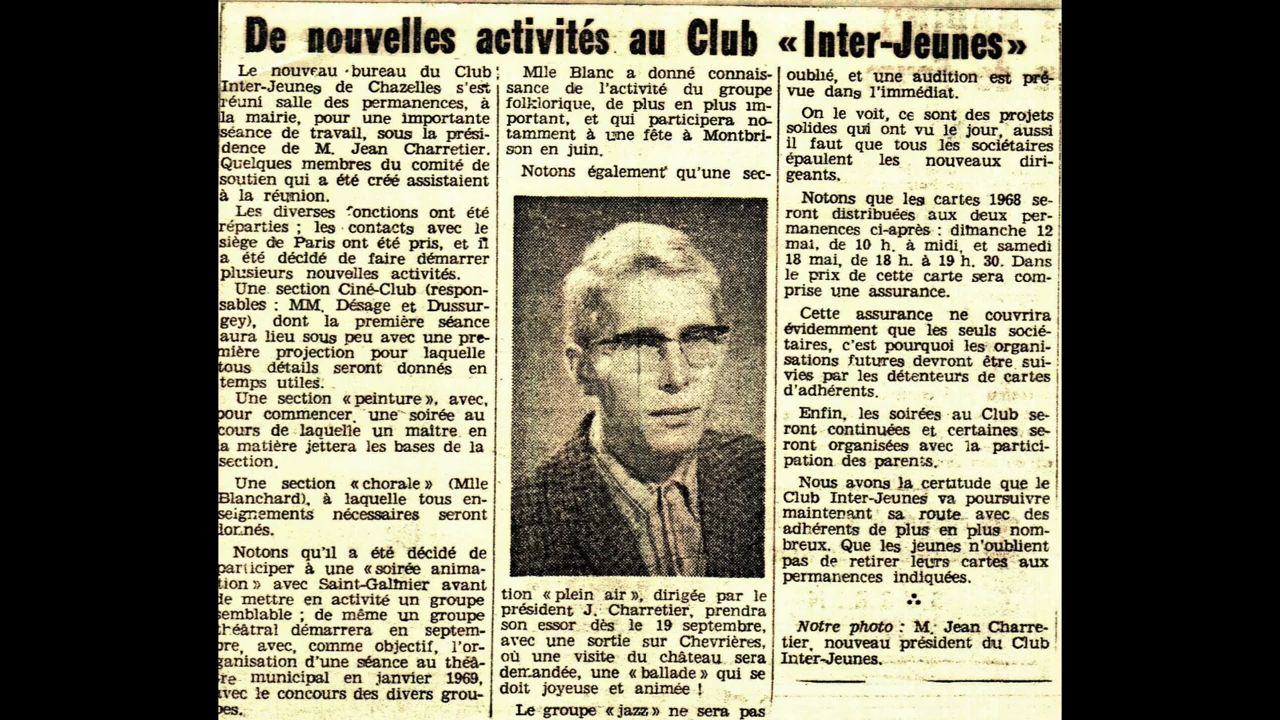 De nouvelles activités au Club « Inter-Jeunes »
Le nouveau bureau du Club
Inter-Jeunes de Chazelles s'est
réuni salle des permanences, à
la mairie, pour une importante
séance de travail, sous la prési-
dence de M. Jean Charretier.
Quelques membres du comité de
soutien qui a été créé assistaient
à la réunion.
Les diverses fonctions ont été
réparties ; les contacts avec le
siège de Paris ont été pris, et il
a été décidé de faire démarrer
plusieurs nouvelles activités.
Une section Ciné-Club (respon-
sables : MM. Désage et Dussur-
gey), dont la première séance
aura lieu sous peu avec une pre-
mière projection pour laquelle
tous détails seront donnés en
temps utiles.
Une section « peinture », avec,
pour commencer, une soirée au
cours de laquelle un maître en
la matière jettera les bases de la
section.
Une section « chorale » (Mlle
Blanchard), à laquelle tous en-
seignements nécessaires seront
donnés.
Notons qu'il a été décidé de
participer à une « soirée anima-
tion » avec Saint-Galmier avant
de mettre en activité un groupe
semblable ; de même un groupe
théâtral démarrera en septem-
bre, avec, comme objectif, l'or-
ganisation d'une séance au théâ-
tre municipal en janvier 1969,
avec le concours des divers grou-
pes.
Mlle Blanc a donné connais-
sance de l'activité du groupe
folklorique, de plus en plus im-
portant, et qui participera no-
tamment à une fête à Montbri-
son en juin.
Notons également qu'une sec-
tion « plein air », dirigée par le
président J. Charretier, prendra
son essor dès le 19 septembre,
avec une sortie sur Chevrières,
où une visite du château sera
demandée, une « ballade » qui se
doit joyeuse et animée !
Le groupe « jazz » ne sera pas
oublié, et une audition est pré-
vue dans l'immédiat.
On le voit, ce sont des projets
solides qui ont vu le jour, aussi
il faut que tous les sociétaires
épaulent les nouveaux diri-
geants.
Notons que les cartes 1968 se-
ront distribuées aux deux per-
manences ci-après : dimanche 12
mai, de 10 h. à midi, et samedi
18 mai, de 18 h. à 19 h. 30. Dans
le prix de cette carte sera com-
prise une assurance.
Cette assurance ne couvrira
évidemment que les seuls socié-
taires, c'est pourquoi les organi-
sations futures devront être sui-
vies par les détenteurs de cartes
d'adhérents.
Enfin, les soirées au Club se-
ront continuées et certaines se-
ront organisées avec la partici-
pation des parents.
Nous avons la certitude que le
Club Inter-Jeunes va poursuivre
maintenant sa route avec des
adhérents de plus en plus nom-
breux. Que les jeunes n'oublient
pas de retirer leurs cartes aux
permanences indiquées.
Notre photo : M. Jean Charre-
tier, nouveau président du Club
Inter-Jeunes.